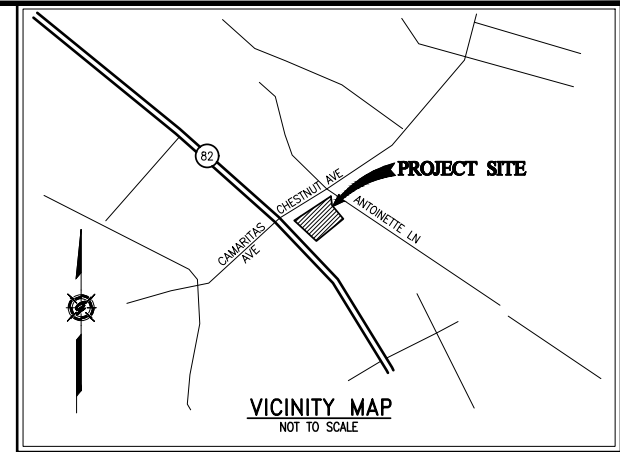 82
CHESTNUT AVE
PROJECT SITE
ANTOINETTE LN
CAMARITAS
AVE
VICINITY MAP
NOT TO SCALE